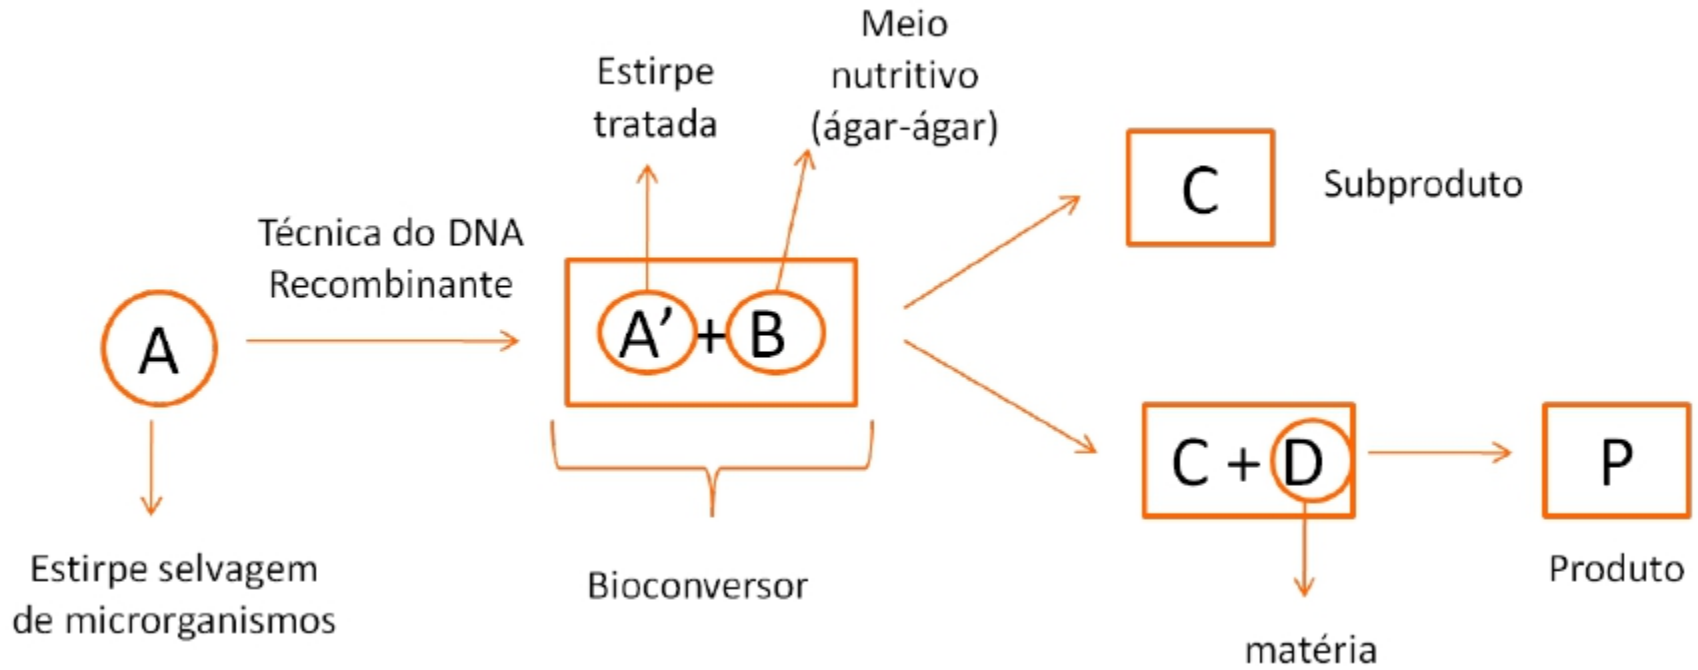 Meio
nutritivo
(ágar-ágar)
Estirpe
tratada
C
Subproduto
Técnica do DNA
Recombinante
A
A’ + B
C + D
P
Estirpe selvagem
de microrganismos
Bioconversor
Produto
matéria